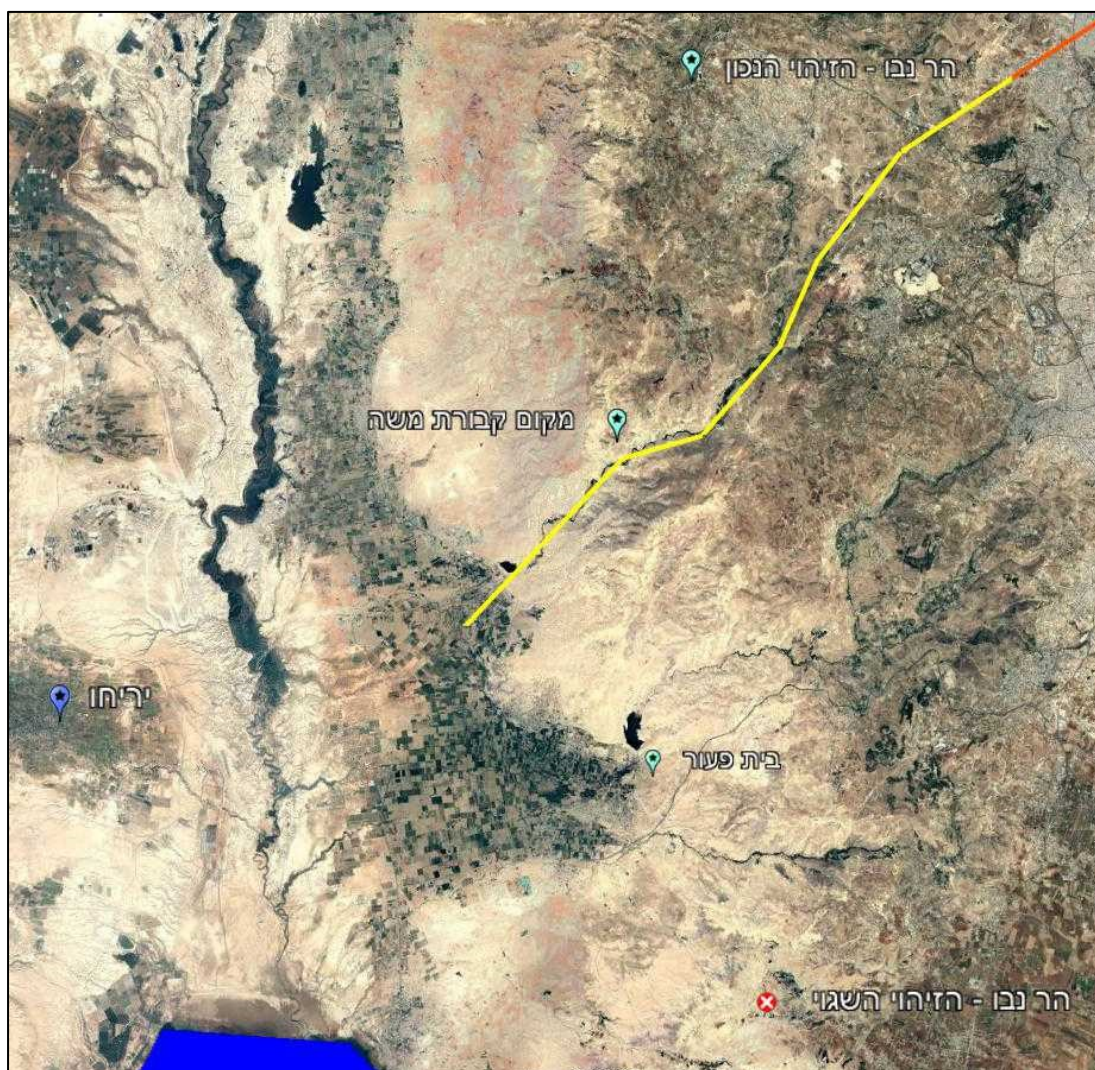 הר נבו - הזיהוי הנכון
מקום קבורת משה
יריחו
בית פעור
הר נבו - הזיהוי השגוי